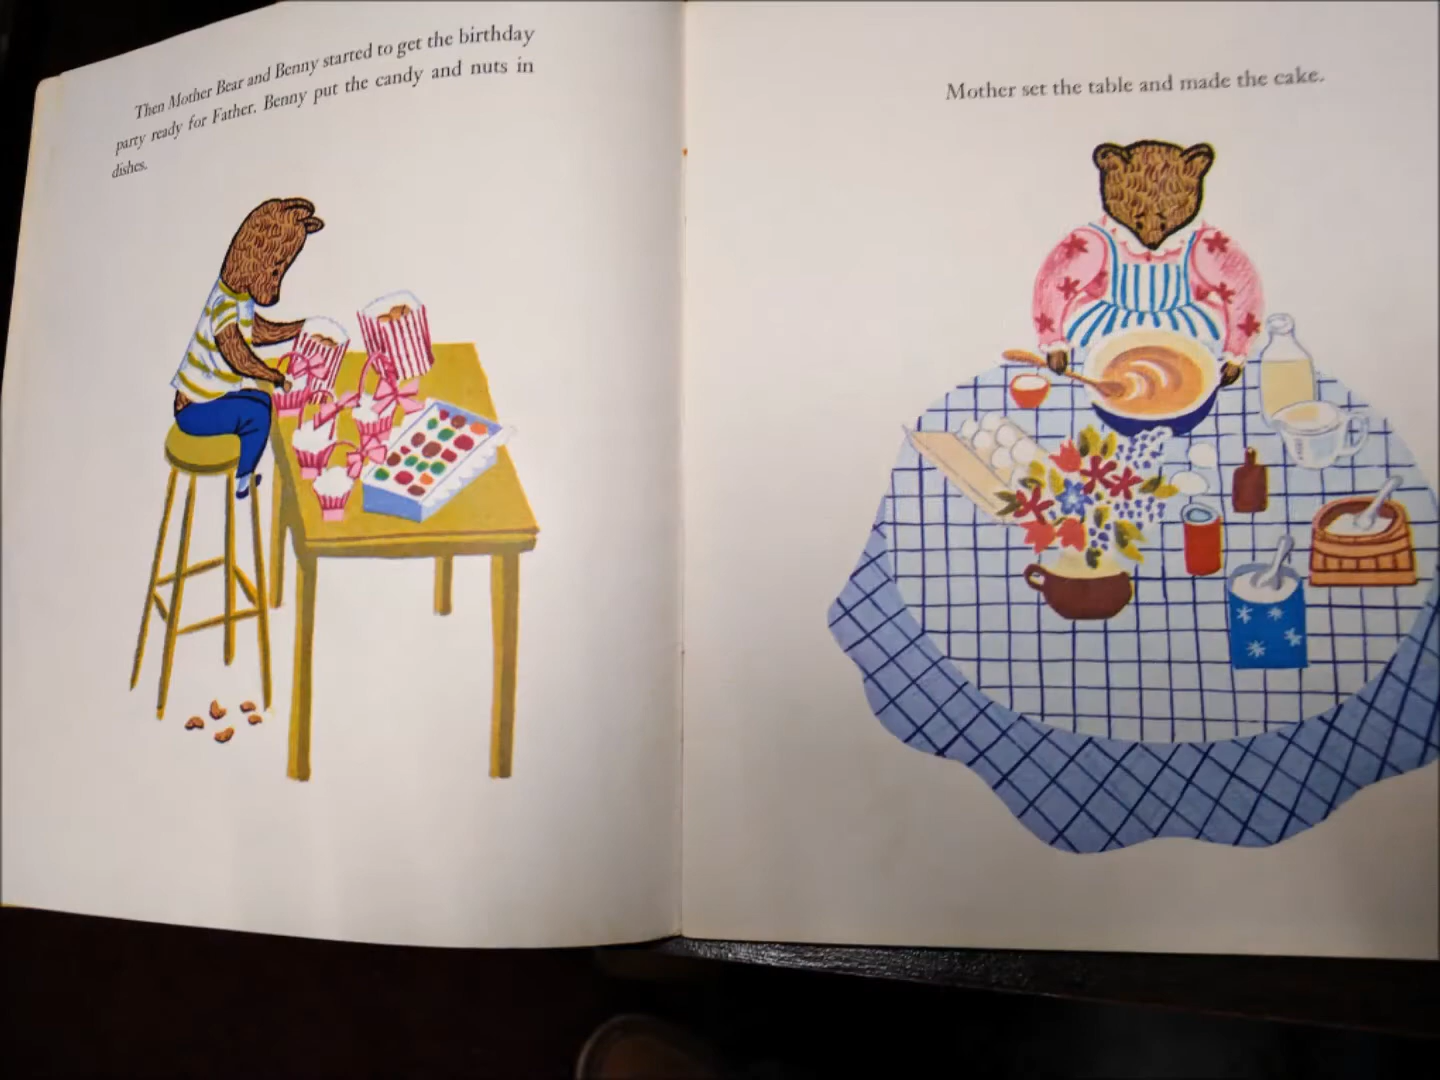 Then Mother Bear and Benny started to get the birthday
party ready for Father. Benny put the candy and nuts in
dishes.
Mother set the table and made the cake.